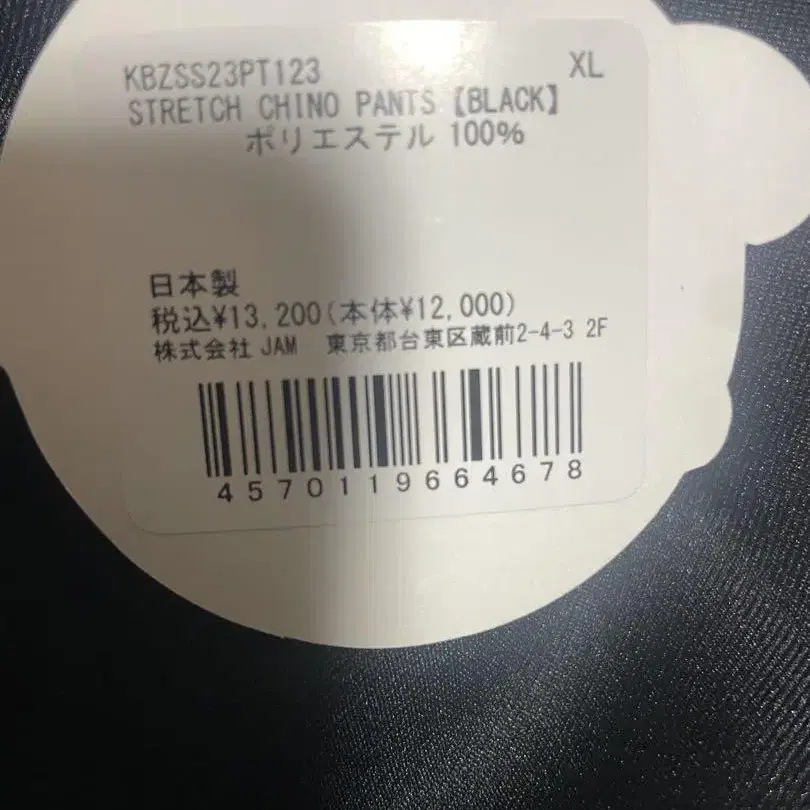 KBZSS23PT123 XL
STRETCH CHINO PANTS【BLACK】
ポリエステル 100%
日本製
税込¥13,200(本体¥12,000)
株式会社 JAM 東京都台東区蔵前2-4-3 2F
4570119664678